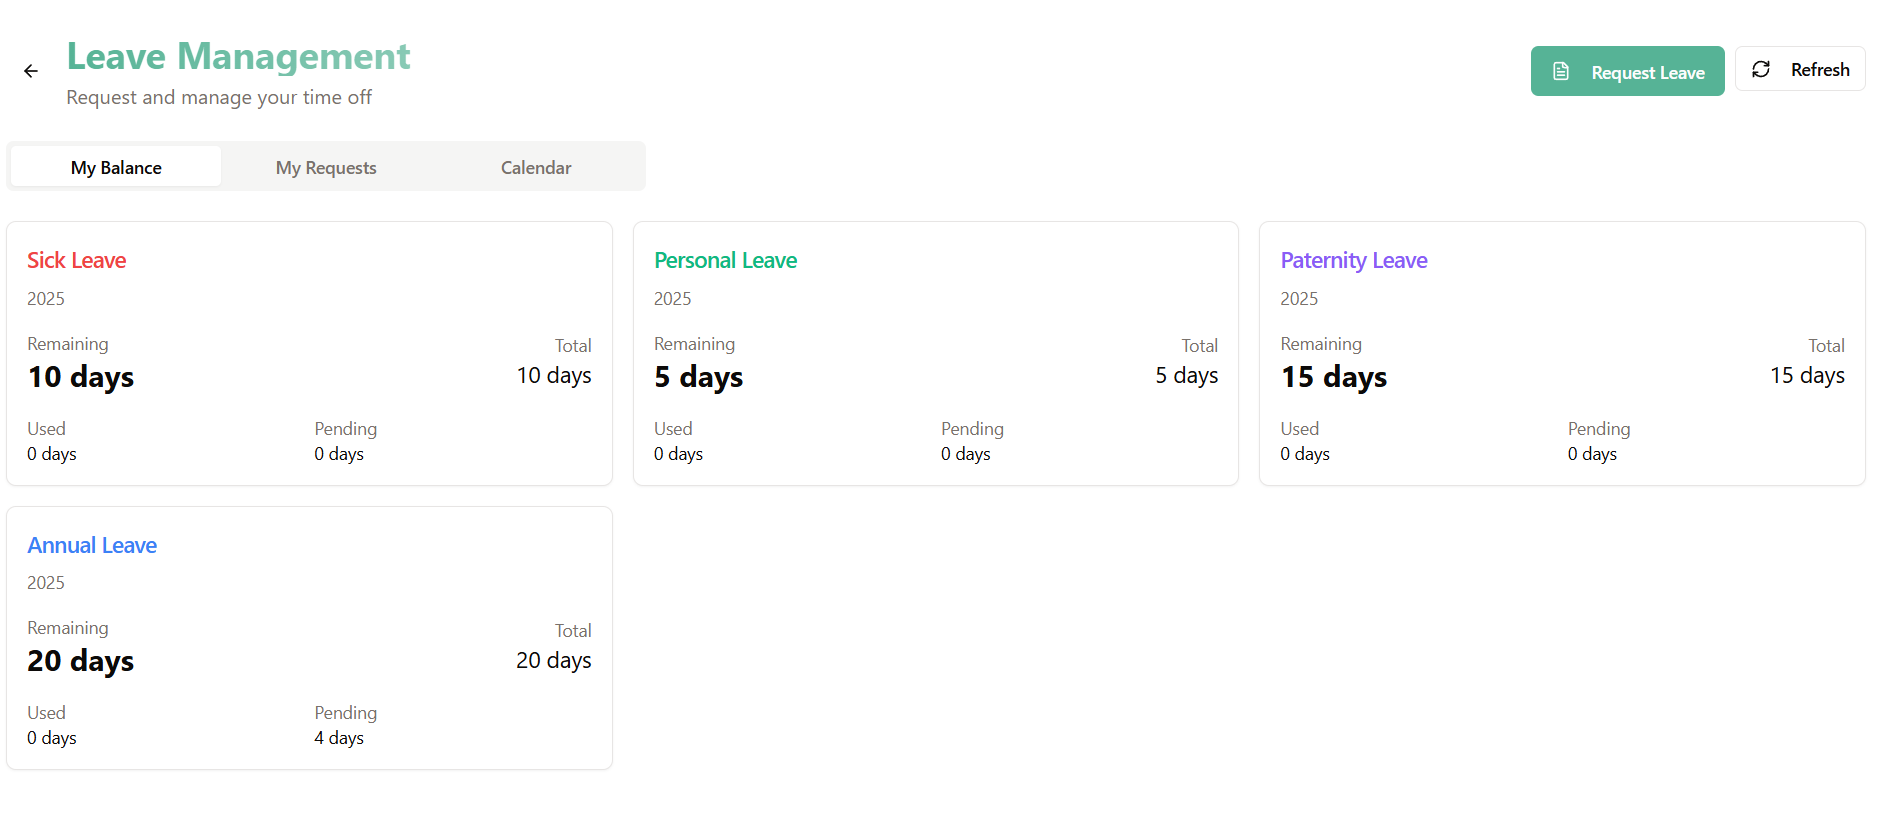 Leave Management
Request and manage your time off
Request Leave
Refresh
My Balance
My Requests
Calendar
Sick Leave
2025
Remaining
Total
10 days
10 days
Used
Pending
0 days
0 days
Personal Leave
2025
Remaining
Total
5 days
5 days
Used
Pending
0 days
0 days
Paternity Leave
2025
Remaining
Total
15 days
15 days
Used
Pending
0 days
0 days
Annual Leave
2025
Remaining
Total
20 days
20 days
Used
Pending
0 days
4 days